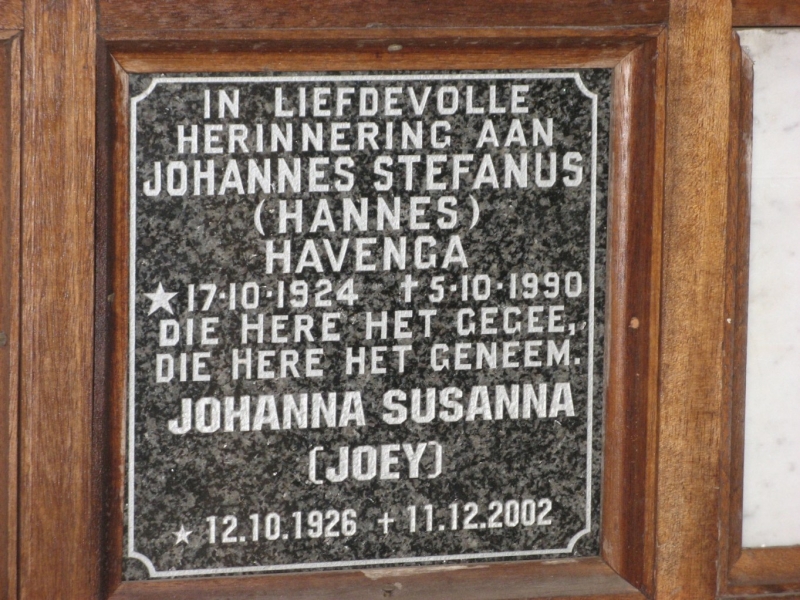 IN LIEFDEVOLLE
HERINNERING AAN
JOHANNES STEFANUS
(HANNES)
HAVENGA
★17·10·1924 †5·10·1990
DIE HERE HET GEGEE,
DIE HERE HET GENEEM.
JOHANNA SUSANNA
(JOEY)
★ 12.10.1926 + 11.12.2002